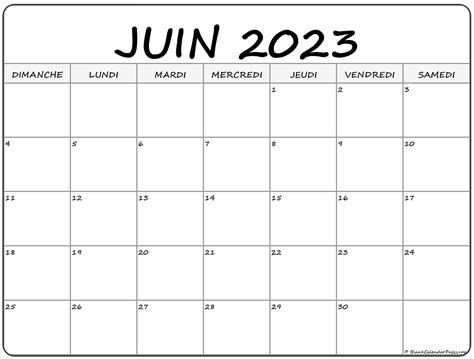 JUIN 2023
DIMANCHE LUNDI MARDI MERCREDI JEUDI VENDREDI SAMEDI
1 2 3
4 5 6 7 8 9 10
11 12 13 14 15 16 17
18 19 20 21 22 23 24
25 26 27 28 29 30
© BlankCalendarPages.com